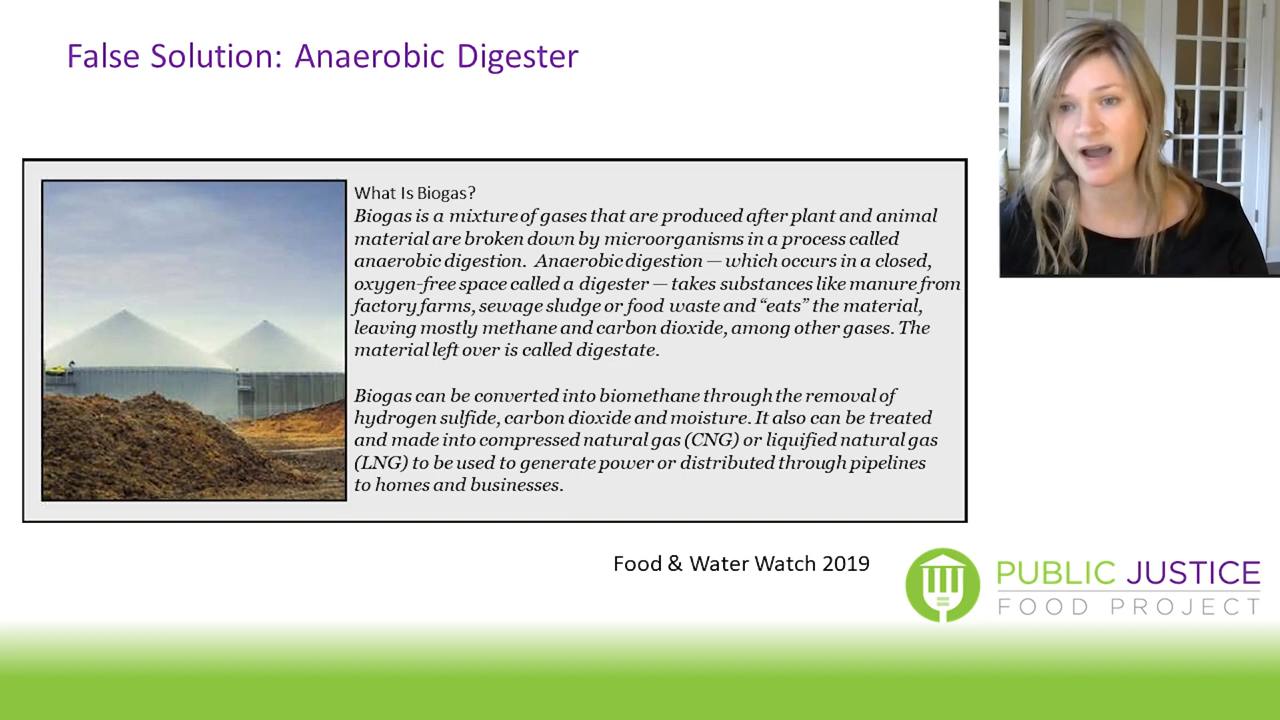 False Solution: Anaerobic Digester
What Is Biogas?
Biogas is a mixture of gases that are produced after plant and animal
material are broken down by microorganisms in a process called
anaerobic digestion. Anaerobic digestion — which occurs in a closed,
oxygen-free space called a digester — takes substances like manure from
factory farms, sewage sludge or food waste and “eats” the material,
leaving mostly methane and carbon dioxide, among other gases. The
material left over is called digestate.
Biogas can be converted into biomethane through the removal of
hydrogen sulfide, carbon dioxide and moisture. It also can be treated
and made into compressed natural gas (CNG) or liquified natural gas
(LNG) to be used to generate power or distributed through pipelines
to homes and businesses.
Food & Water Watch 2019
PUBLIC JUSTICE
FOOD PROJECT